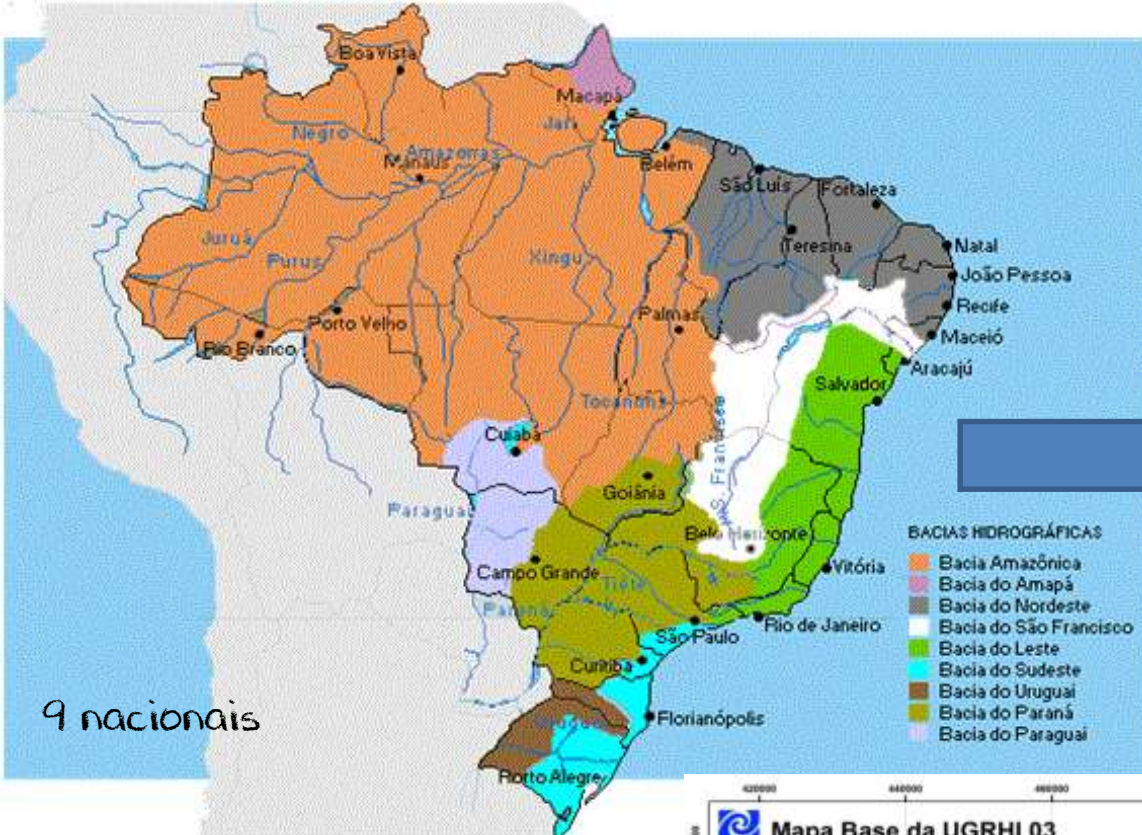 Boa Vista
Macapá
Jari
Negro
Amazonas
Manaus
Belém
São Luís
Fortaleza
Juruá
Purus
Xingu
Teresina
Natal
João Pessoa
Recife
Maceió
Aracajú
Porto Velho
Palmas
Rio Branco
Salvador
Tocantins
Cuiabá
S. Francisco
Goiânia
Paraguai
Belo Horizonte
Vitória
Campo Grande
Tietê
Paraná
São Paulo
Rio de Janeiro
Curitiba
Florianópolis
Porto Alegre
BACIAS HIDROGRÁFICAS
Bacia Amazônica
Bacia do Amapá
Bacia do Nordeste
Bacia do São Francisco
Bacia do Leste
Bacia do Sudeste
Bacia do Uruguai
Bacia do Paraná
Bacia do Paraguai
9 nacionais
420000 440000 460000
Mapa Base da UGRHI 03